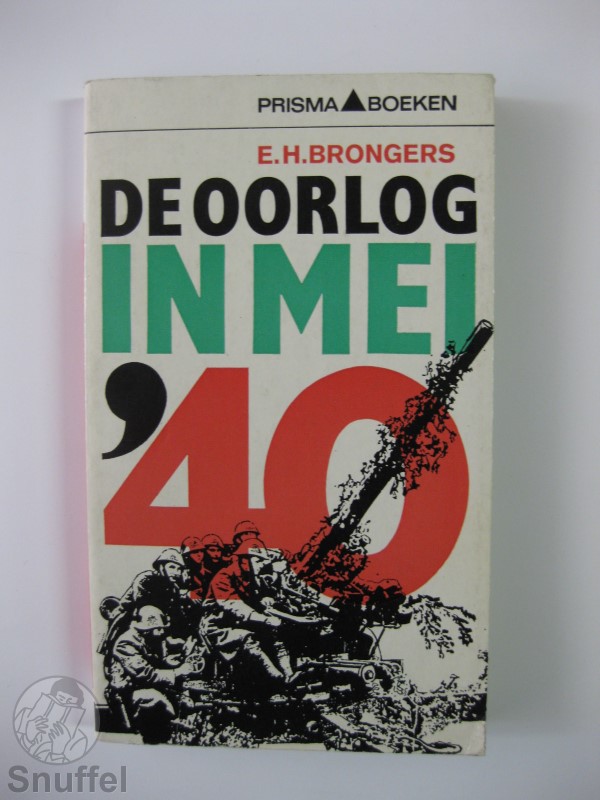 PRISMA BOEKEN
E.H.BRONGERS
DE OORLOG
IN MEI
'40
Snuffel